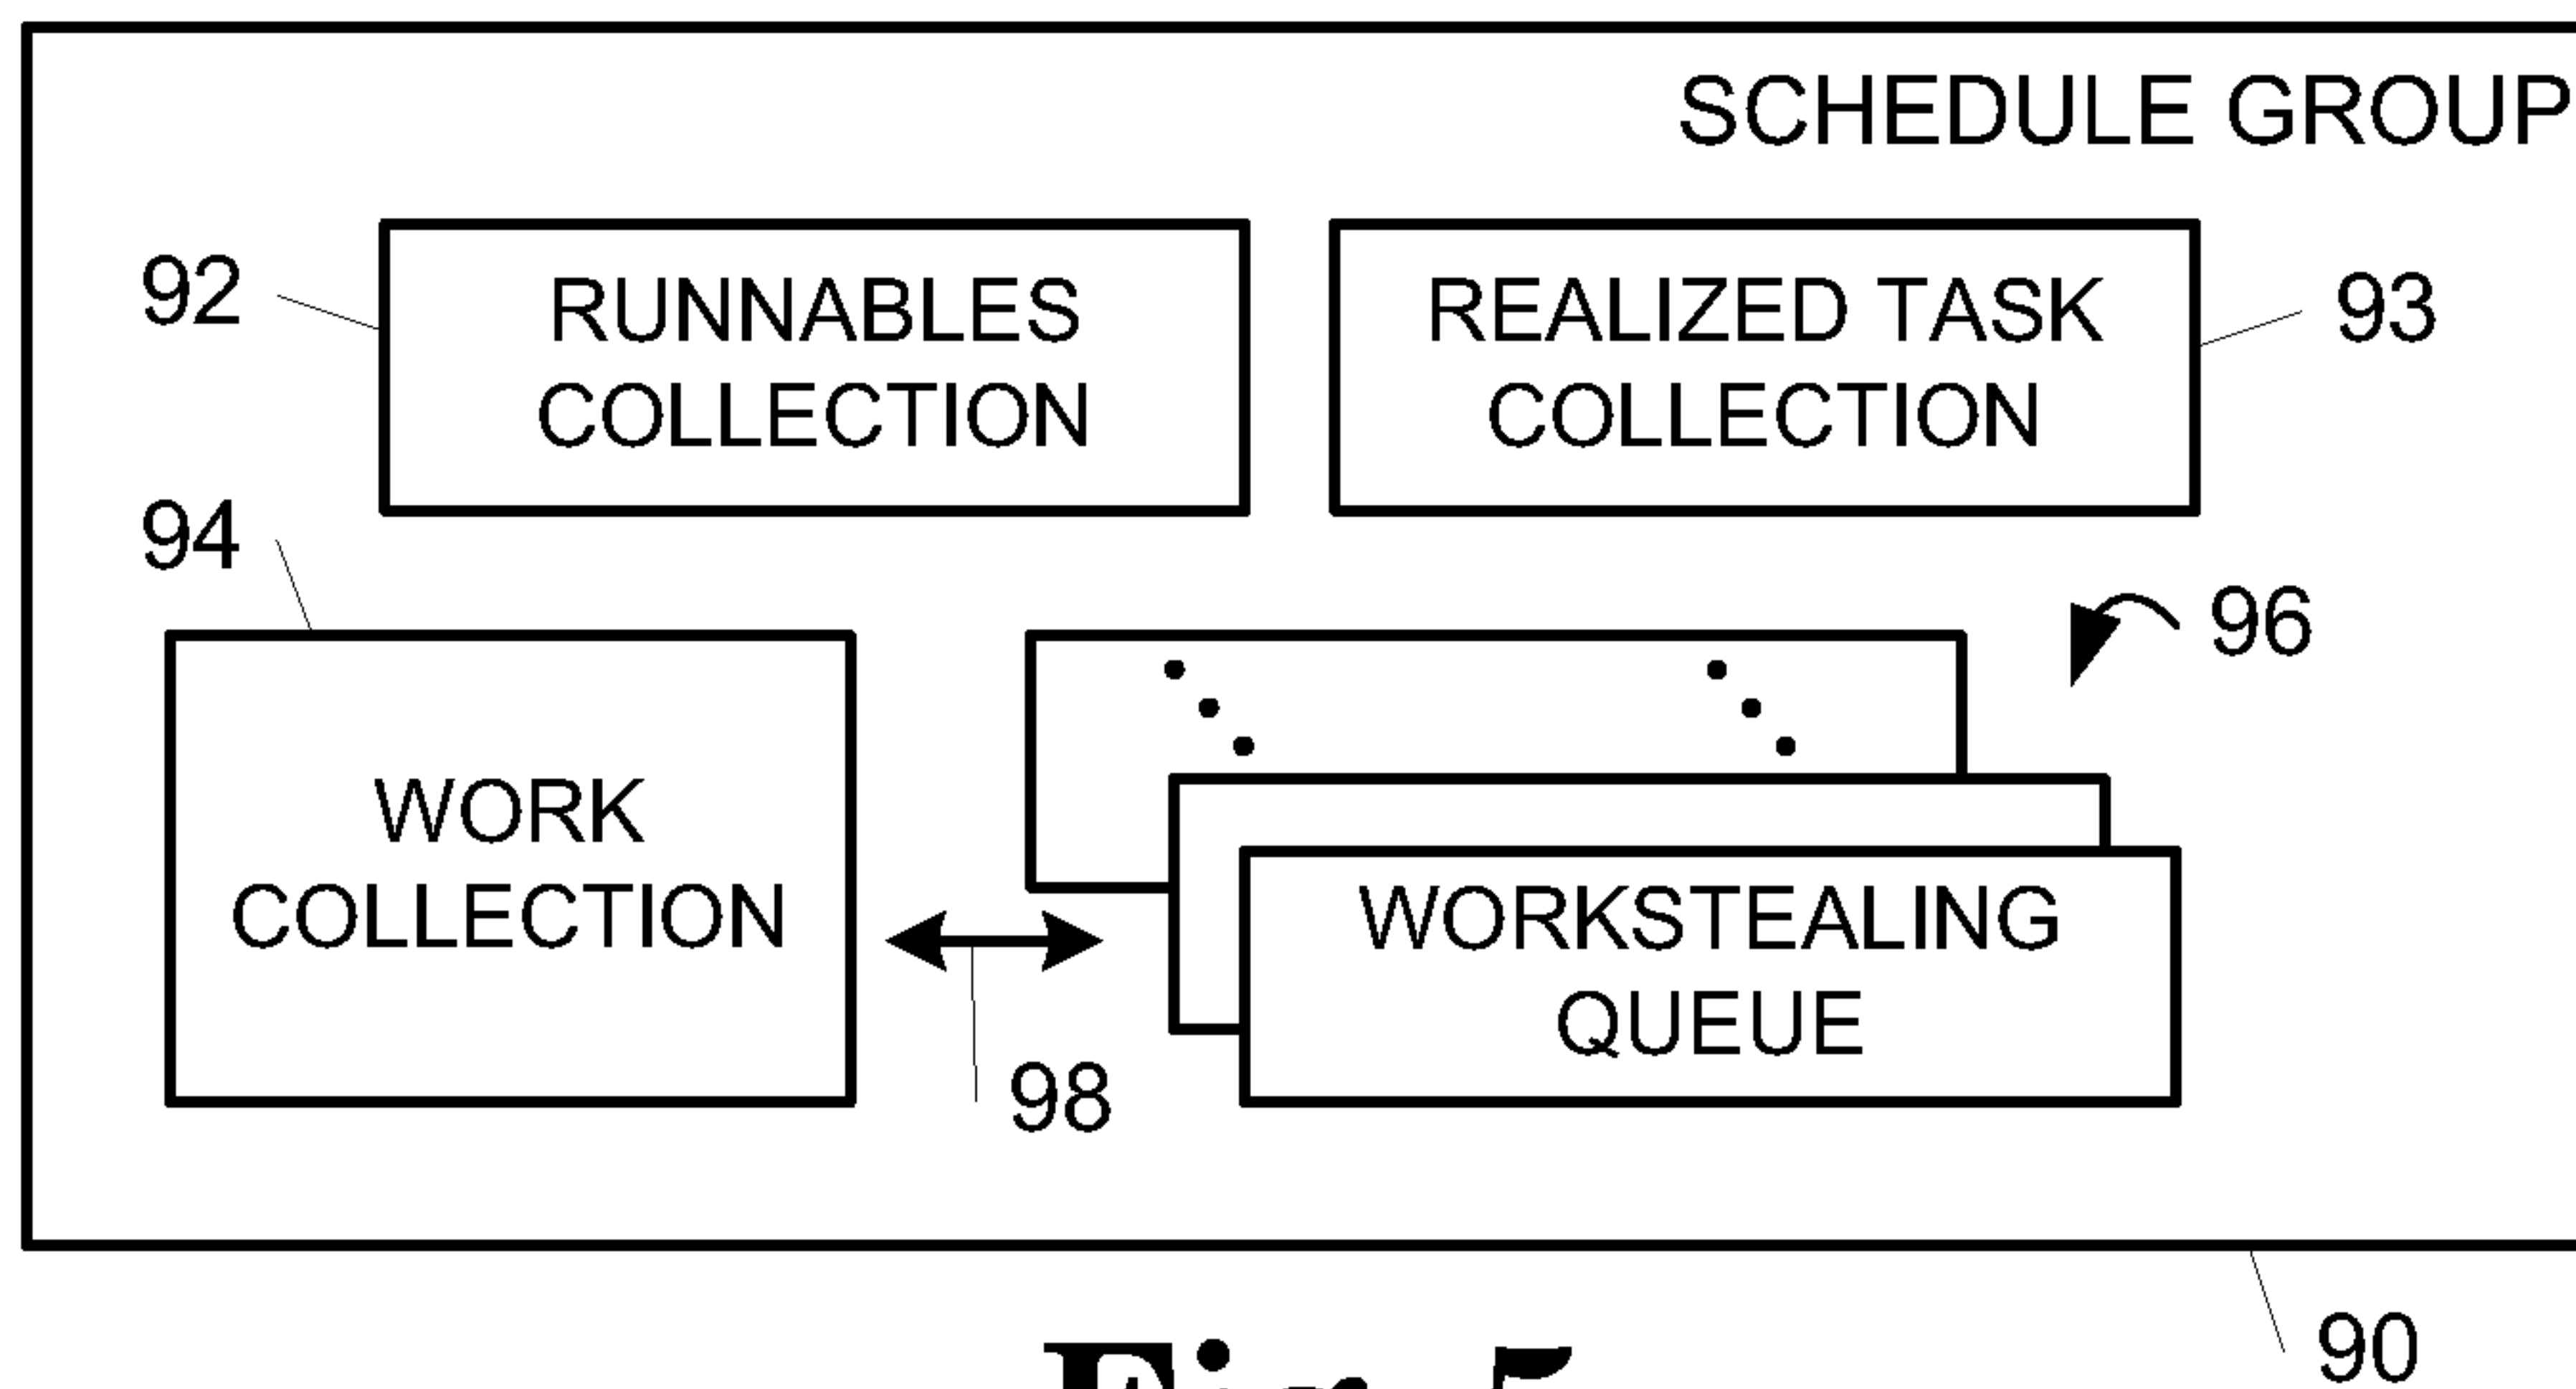 SCHEDULE GROUP
92
RUNNABLES
COLLECTION
REALIZED TASK
COLLECTION
93
94
96
WORK
COLLECTION
WORKSTEALING
QUEUE
98
90